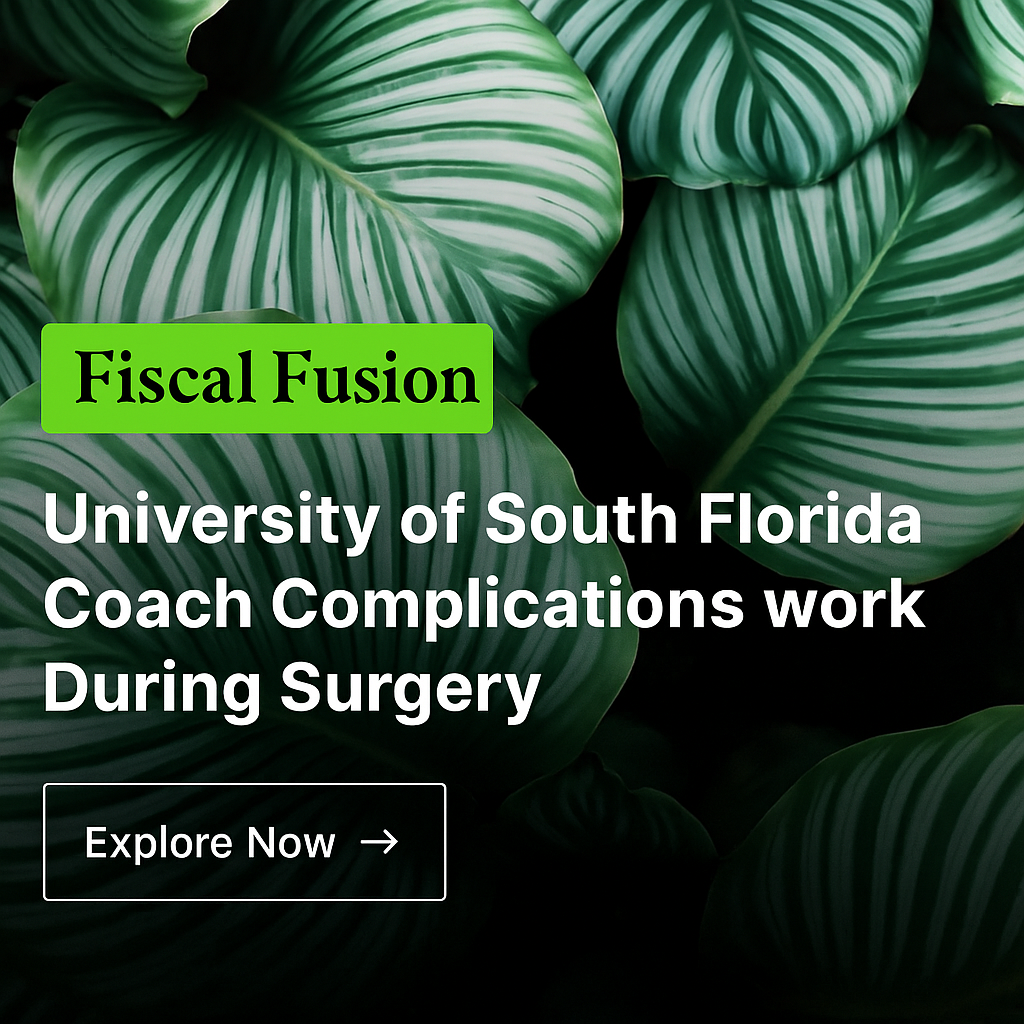 Fiscal Fusion
University of South Florida
Coach Complications work
During Surgery
Explore Now →